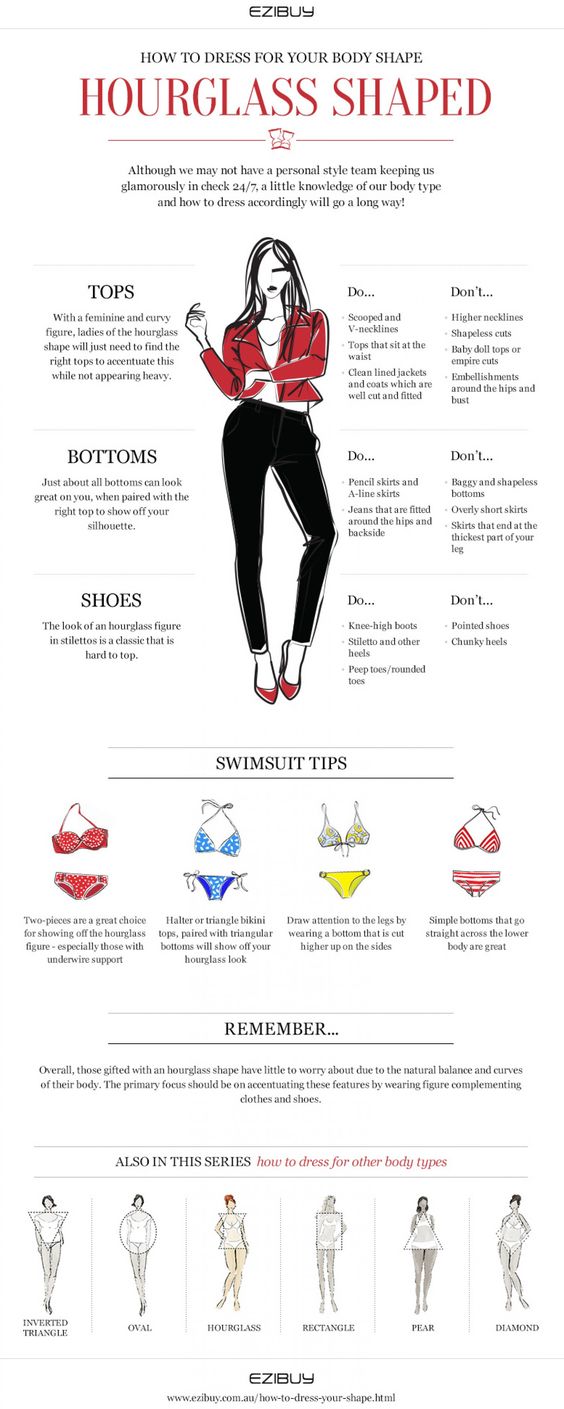 EZIBUY
HOW TO DRESS FOR YOUR BODY SHAPE
HOURGLASS SHAPED
Although we may not have a personal style team keeping us
glamorously in check 24/7, a little knowledge of our body type
and how to dress accordingly will go a long way!
TOPS
With a feminine and curvy
figure, ladies of the hourglass
shape will just need to find the
right tops to accentuate this
while not appearing heavy.
Do...
Scooped and
V-necklines
Tops that sit at the
waist
Clean lined jackets
and coats which are
well cut and fitted
Don't...
Higher necklines
Shapeless cuts
Baby doll tops or
empire cuts
Embellishments
around the hips and
bust
BOTTOMS
Just about all bottoms can look
great on you, when paired with the
right top to show off your
silhouette.
Do...
Pencil skirts and
A-line skirts
Jeans that are fitted
around the hips and
backside
Don't...
Baggy and shapeless
bottoms
Overly short skirts
Skirts that end at the
thickest part of your
leg
SHOES
The look of an hourglass figure
in stilettos is a classic that is
hard to top.
Do...
Knee-high boots
Stiletto and other
heels
Peep toes/rounded
toes
Don't...
Pointed shoes
Chunky heels
SWIMSUIT TIPS
Two-pieces are a great choice
for showing off the hourglass
figure - especially those with
underwire support
Halter or triangle bikini
tops, paired with triangular
bottoms will show off your
hourglass look
Draw attention to the legs by
wearing a bottom that is cut
higher up on the sides
Simple bottoms that go
straight across the lower
body are great
REMEMBER...
Overall, those gifted with an hourglass shape have little to worry about due to the natural balance and curves
of their body. The primary focus should be on accentuating these features by wearing figure complementing
clothes and shoes.
ALSO IN THIS SERIES how to dress for other body types
INVERTED
TRIANGLE
OVAL
HOURGLASS
RECTANGLE
PEAR
DIAMOND
EZIBUY
www.ezibuy.com.au/how-to-dress-your-shape.html